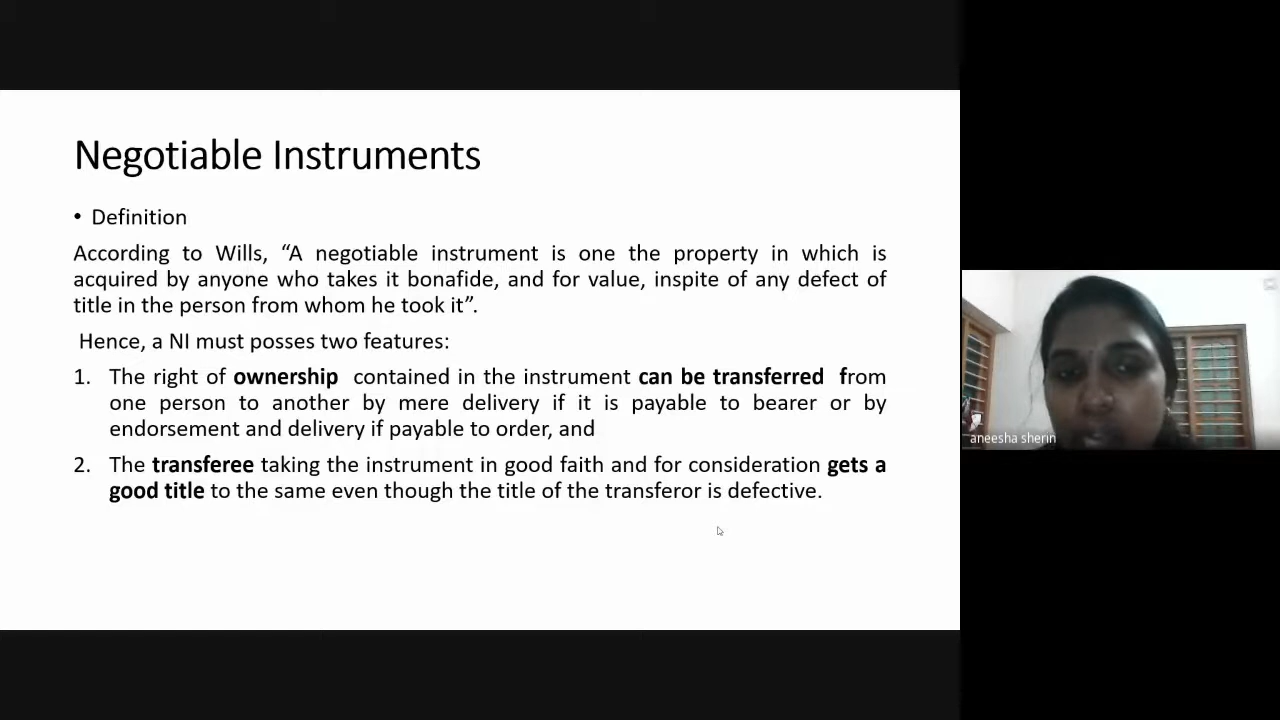 Negotiable Instruments
• Definition
According to Wills, “A negotiable instrument is one the property in which is
acquired by anyone who takes it bonafide, and for value, inspite of any defect of
title in the person from whom he took it”.
Hence, a NI must posses two features:
1. The right of ownership contained in the instrument can be transferred from
one person to another by mere delivery if it is payable to bearer or by
endorsement and delivery if payable to order, and
2. The transferee taking the instrument in good faith and for consideration gets a
good title to the same even though the title of the transferor is defective.
aneesha sherin